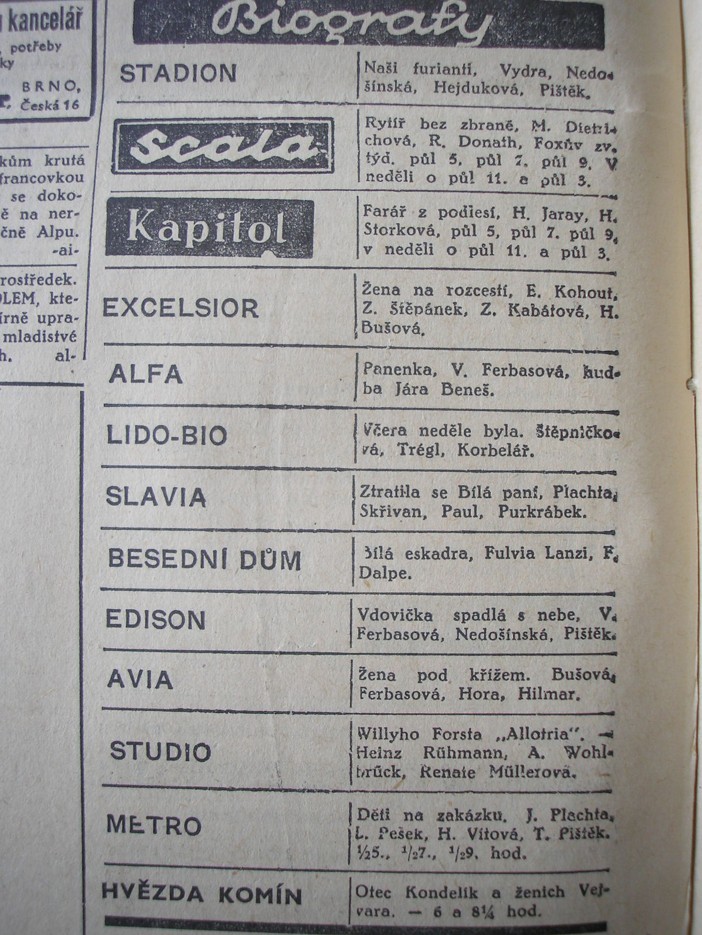 kancelář
potřeby
ky
BRNO,
Česká 16
kům krutá
francovkou
se doko-
ě na ner-
čně Alpu.
-ai-
rostředek.
OLEM, kte-
írně upra-
mladistvé
h. al-
Biografy
STADION
Naši furianti, Vydra, Nedo-
šínská, Hejduková, Pištěk.
Scala
Rytíř bez zbraně, M. Dietri-
chová, R. Donath, Foxův zv.
týd. půl 5, půl 7, půl 9. V
neděli o půl 11. a půl 3.
Kapitol
Farář z podlesí, H. Jaray, H.
Storková, půl 5, půl 7. půl 9,
v neděli o půl 11. a půl 3.
EXCELSIOR
Žena na rozcestí, E. Kohout,
Z. Štěpánek, Z. Kabátová, H.
Bušová.
ALFA
Panenka, V. Ferbasová, hud-
ba Jára Beneš.
LIDO-BIO
Včera neděle byla. Štěpničko-
vá, Trégl, Korbelář.
SLAVIA
Ztratila se Bílá paní, Plachta,
Skřivan, Paul, Purkrábek.
BESEDNÍ DŮM
Bílá eskadra, Fulvia Lanzi, F.
Dalpe.
EDISON
Vdovička spadlá s nebe, V.
Ferbasová, Nedošínská, Pištěk.
AVIA
Žena pod křížem. Bušová,
Ferbasová, Hora, Hilmar.
STUDIO
Willyho Forsta „Allotria". —
Heinz Rühmann, A. Wohl-
brück, Renate Müllerová.
METRO
Děti na zakázku. J. Plachta,
L. Pešek, H. Vítová, T. Pištěk.
½5., ½7., ½9. hod.
HVĚZDA KOMÍN
Otec Kondelík a ženich Vej-
vara. — 6 a 8¼ hod.